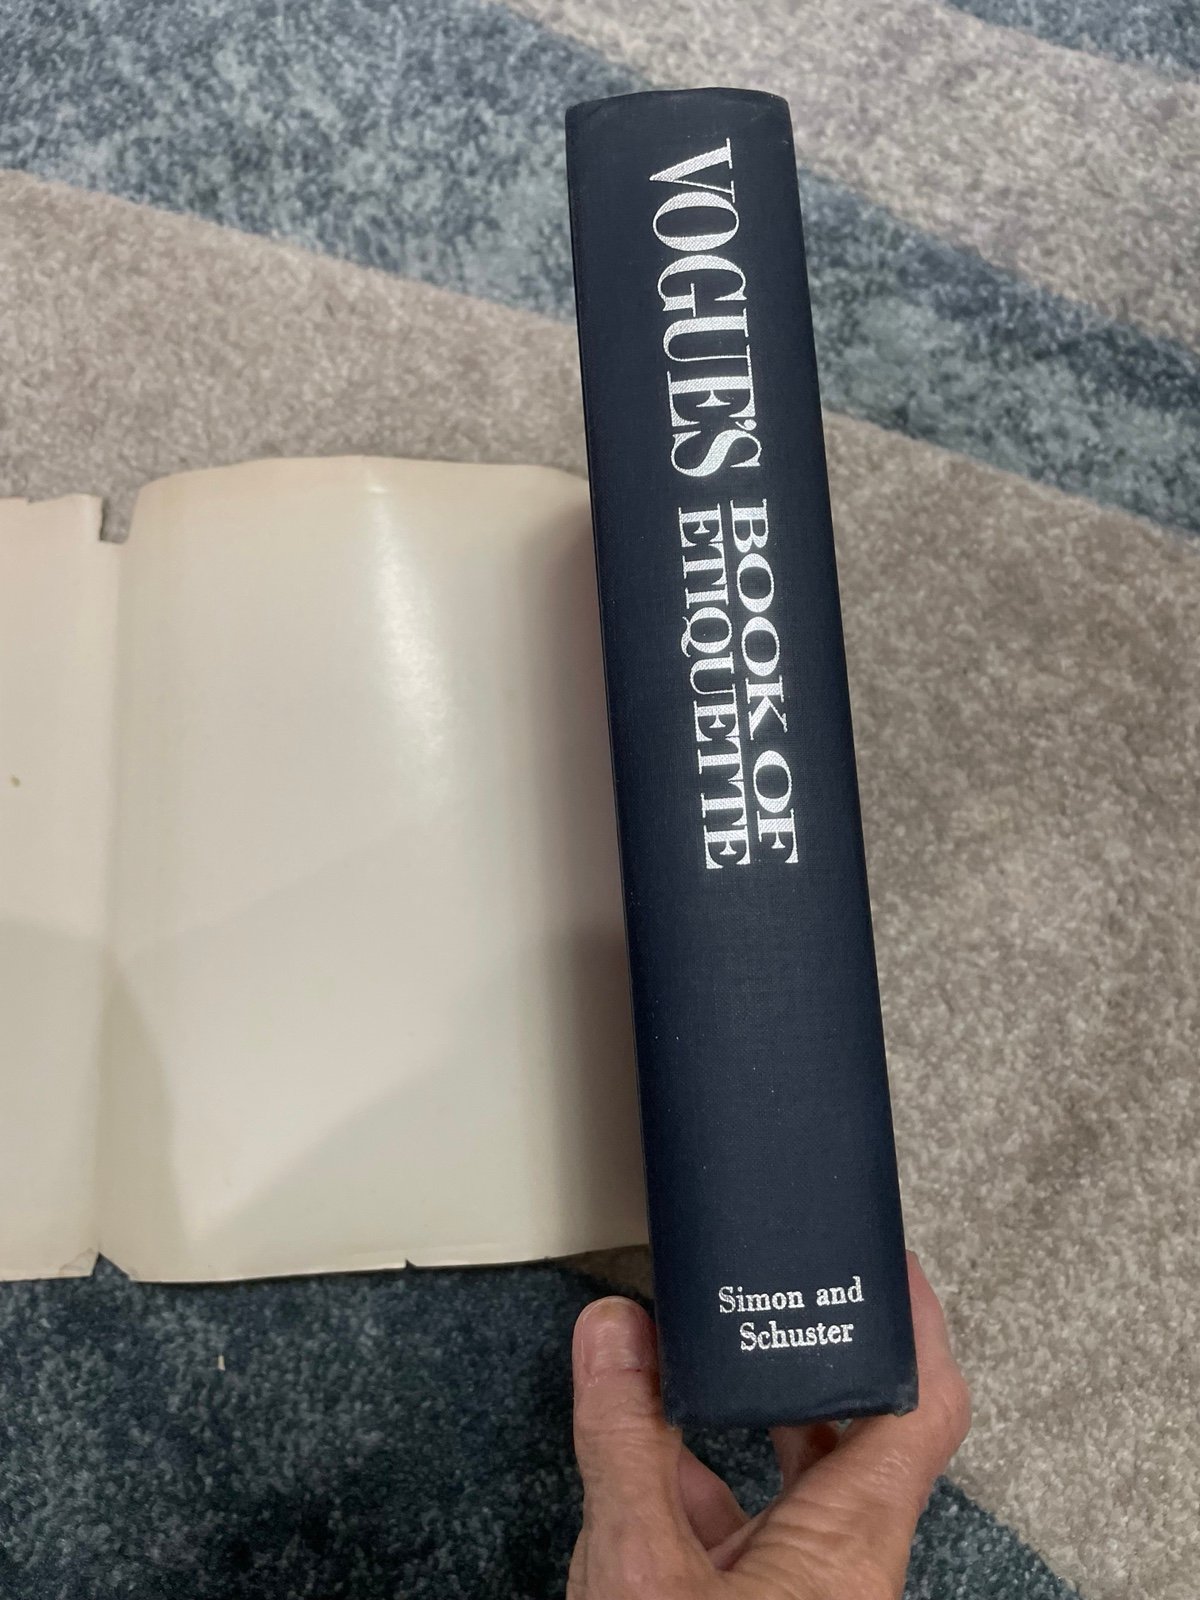 VOGUE'S
BOOK OF
ETIQUETTE
Simon and
Schuster